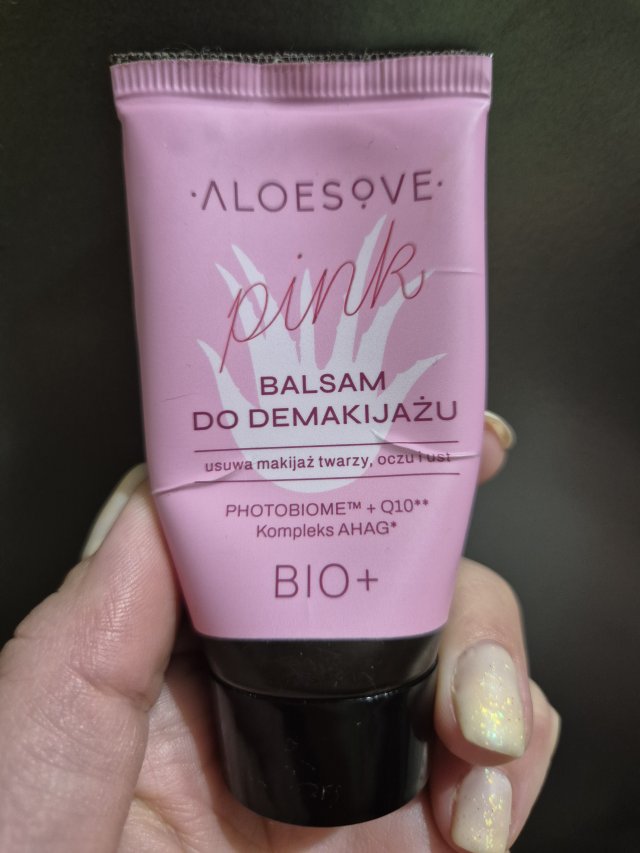 ·ALOESOVE·
pink
BALSAM
DO DEMAKIJAŻU
usuwa makijaż twarzy, oczu i ust
PHOTOBIOME™ + Q10**
Kompleks AHAG*
BIO+